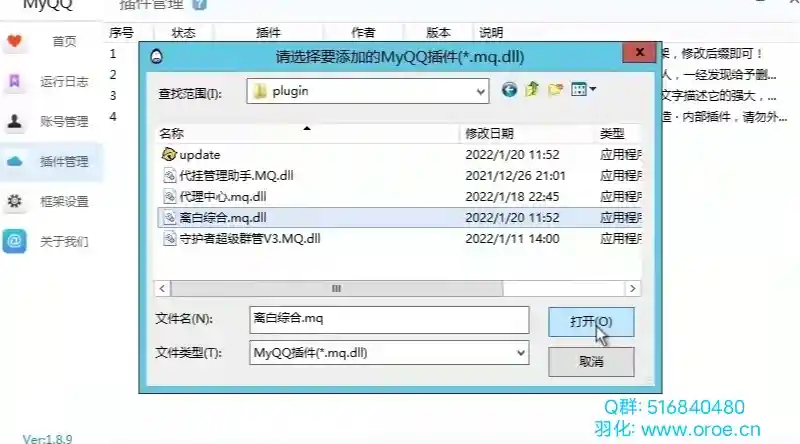 MyQQ
插件管理 ?
序号 状态 插件 作者 版本 说明
首页
运行日志
账号管理
插件管理
框架设置
关于我们
1
2
3
4
，修改后缀即可！
人，一经发现给予删...
文字描述它的强大，...
造·内部插件，请勿外...
请选择要添加的MyQQ插件(*.mq.dll)
x
查找范围(I):
plugin
名称 修改日期 类型
update 2022/1/20 11:52 应用程序
代挂管理助手.MQ.dll 2021/12/26 21:01 应用程序
代理中心.mq.dll 2022/1/18 22:45 应用程序
离白综合.mq.dll 2022/1/20 11:52 应用程序
守护者超级群管V3.MQ.dll 2022/1/11 14:00 应用程序
文件名(N): 离白综合.mq 打开(O)
文件类型(T): MyQQ插件(*.mq.dll) 取消
Q群: 516840480
羽化: www.oroe.cn
Ver:1.8.9